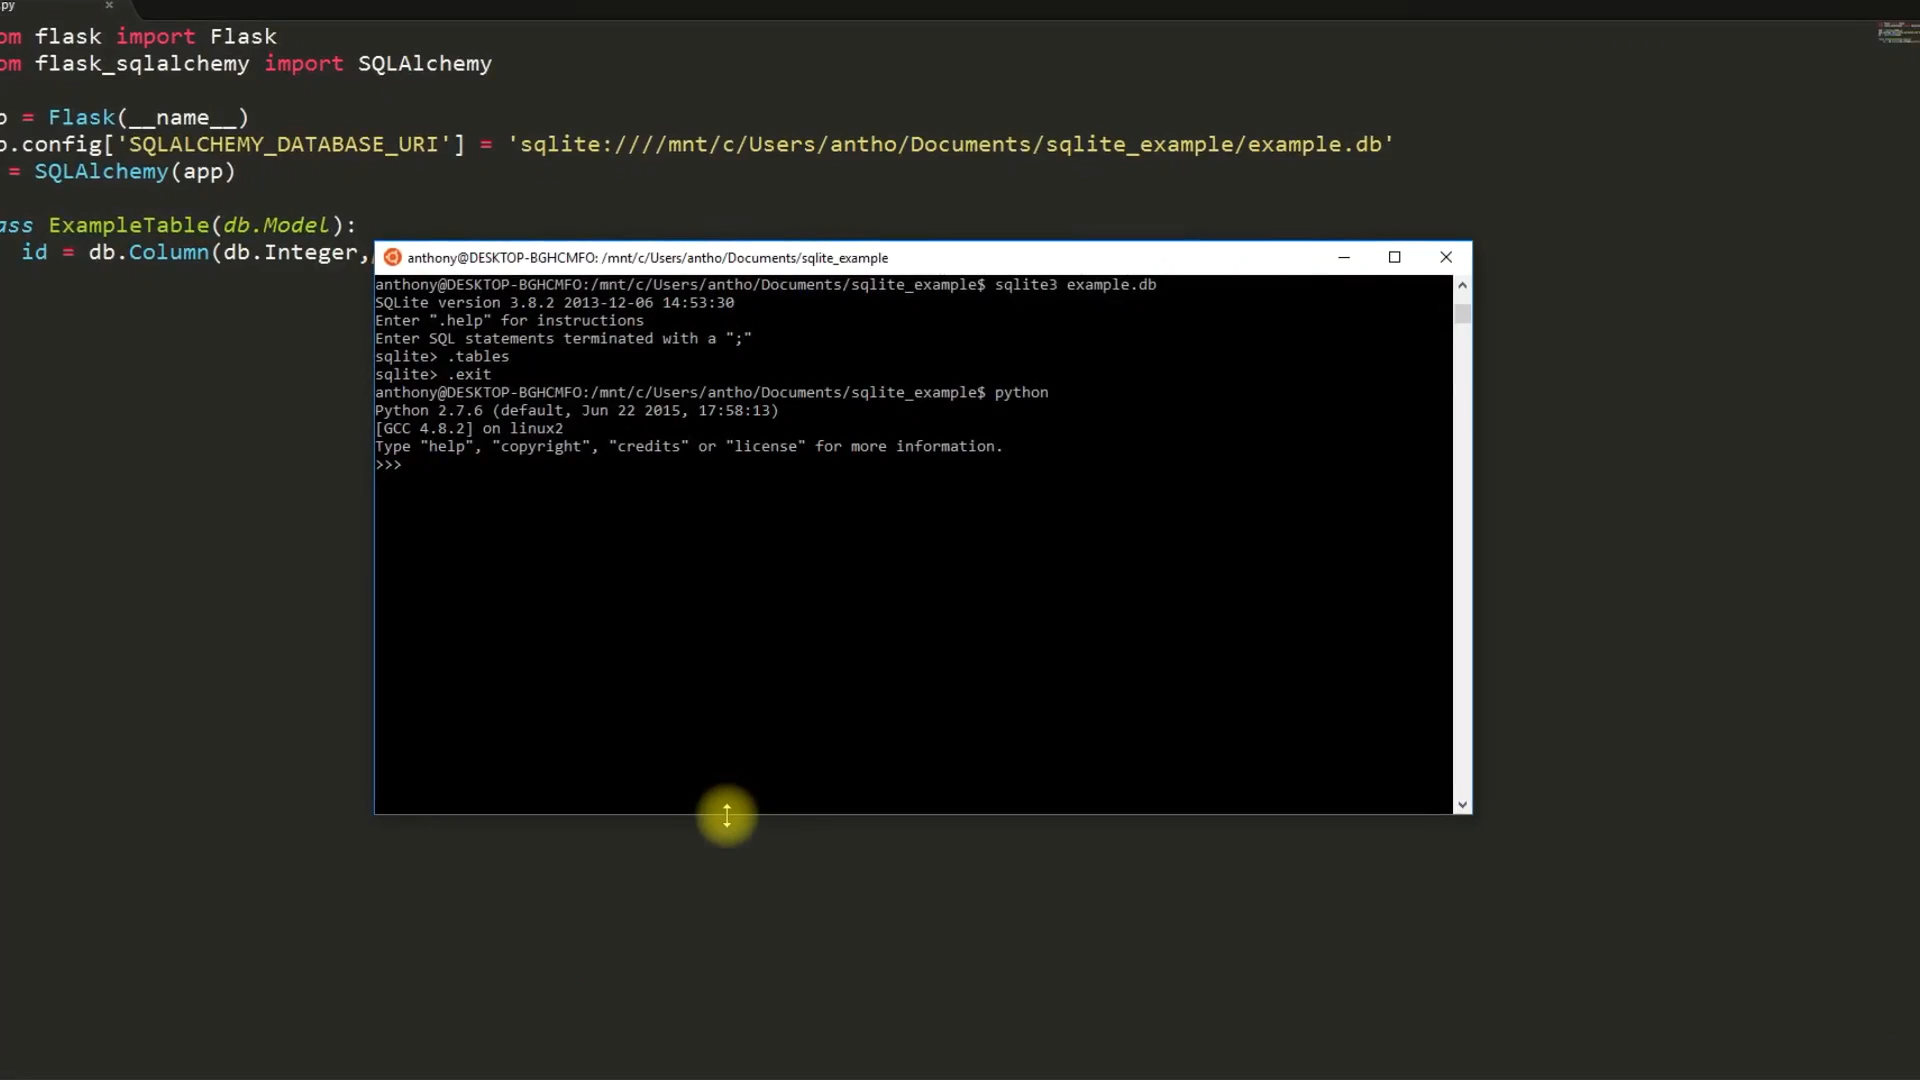 py
om flask import Flask
om flask_sqlalchemy import SQLAlchemy
p = Flask(__name__)
p.config['SQLALCHEMY_DATABASE_URI'] = 'sqlite:////mnt/c/Users/antho/Documents/sqlite_example/example.db'
= SQLAlchemy(app)
ass ExampleTable(db.Model):
id = db.Column(db.Integer,
anthony@DESKTOP-BGHCMFO: /mnt/c/Users/antho/Documents/sqlite_example
anthony@DESKTOP-BGHCMFO:/mnt/c/Users/antho/Documents/sqlite_example$ sqlite3 example.db
SQLite version 3.8.2 2013-12-06 14:53:30
Enter ".help" for instructions
Enter SQL statements terminated with a ";"
sqlite> .tables
sqlite> .exit
anthony@DESKTOP-BGHCMFO:/mnt/c/Users/antho/Documents/sqlite_example$ python
Python 2.7.6 (default, Jun 22 2015, 17:58:13)
[GCC 4.8.2] on linux2
Type "help", "copyright", "credits" or "license" for more information.
>>>